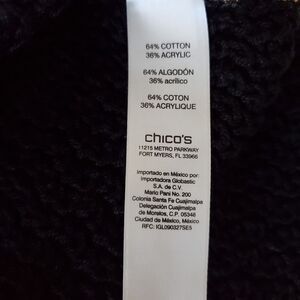 64% COTTON
36% ACRYLIC
64% ALGODÓN
36% acrílico
64% COTON
36% ACRYLIQUE
chico's
11215 METRO PARKWAY
FORT MYERS, FL 33966
Importado en México por:
Importadora Globastic
S.A. de C.V.
Mario Pani No. 200
Colonia Santa Fe Cuajimalpa
Delegación Cuajimalpa
de Morelos, C.P. 05348
Ciudad de México, México
RFC: IGL090327SE5